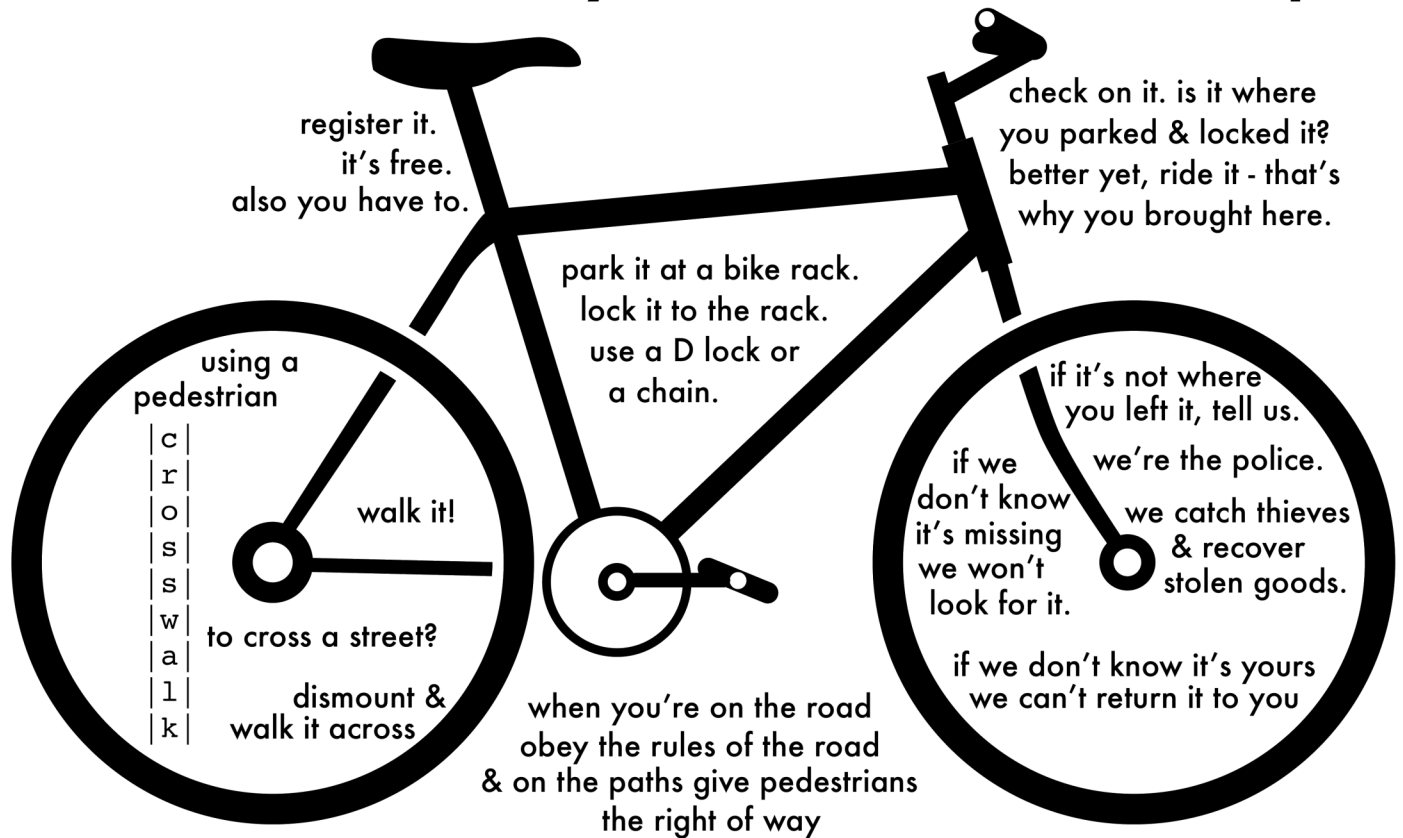 register it.
it's free.
also you have to.
check on it. is it where
you parked & locked it?
better yet, ride it - that's
why you brought here.
park it at a bike rack.
lock it to the rack.
use a D lock or
a chain.
using a
pedestrian
|c|
|r|
|o|
|s|
|s|
|w|
|a|
|l|
|k|
to cross a street?
walk it!
dismount &
walk it across
when you're on the road
obey the rules of the road
& on the paths give pedestrians
the right of way
if it's not where
you left it, tell us.
we're the police.
we catch thieves
& recover
stolen goods.
if we
don't know
it's missing
we won't
look for it.
if we don't know it's yours
we can't return it to you